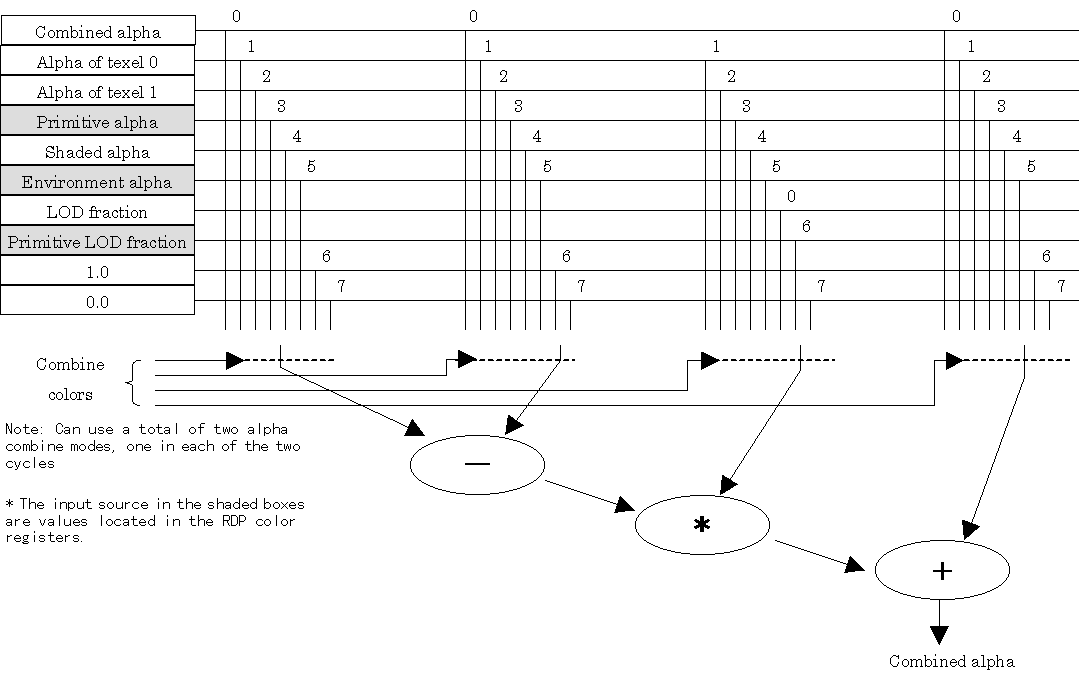 0 0 0
Combined alpha
1 1 1 1
Alpha of texel 0
2 2 2 2
Alpha of texel 1
3 3 3 3
Primitive alpha
4 4 4 4
Shaded alpha
5 5 5 5
Environment alpha
0
LOD fraction
6
Primitive LOD fraction
6 6 6
1.0
7 7 7 7
0.0
Combine
colors
Note: Can use a total of two alpha
combine modes, one in each of the two
cycles
* The input source in the shaded boxes
are values located in the RDP color
registers.
—
*
+
Combined alpha